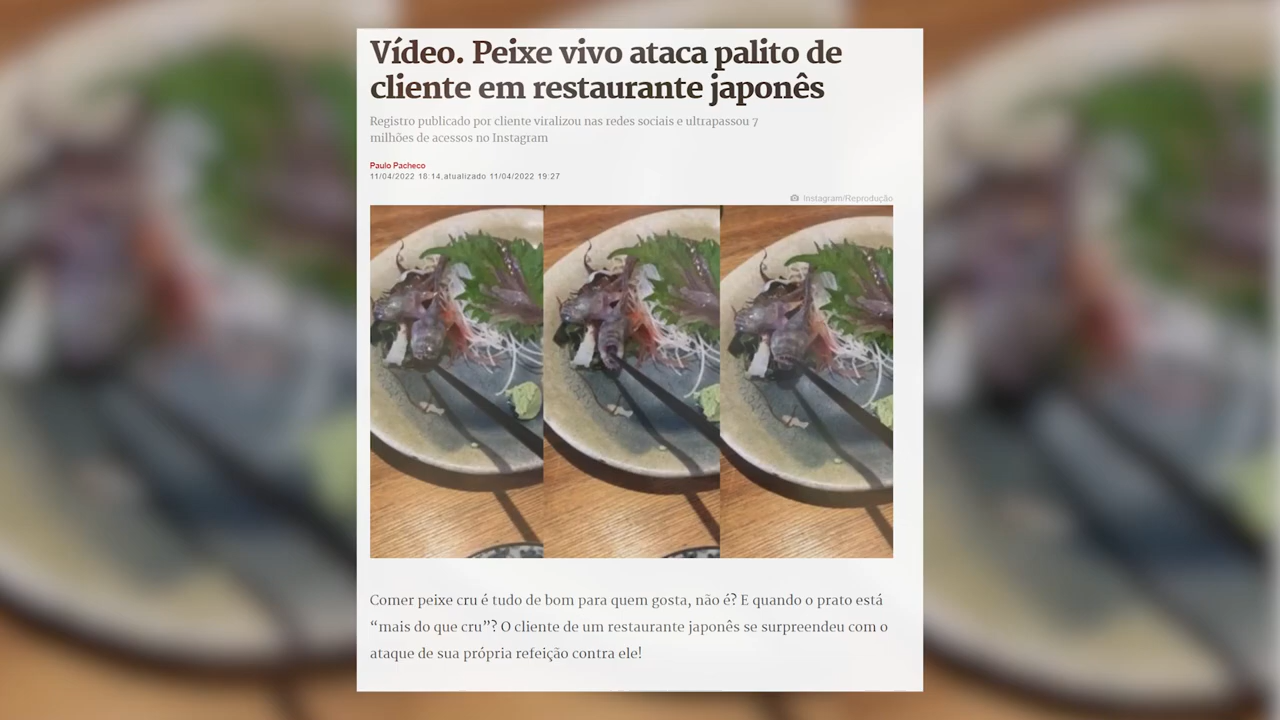 Vídeo. Peixe vivo ataca palito de
cliente em restaurante japonês
Registro publicado por cliente viralizou nas redes sociais e ultrapassou 7
milhões de acessos no Instagram
Paulo Pacheco
11/04/2022 18:14,atualizado 11/04/2022 19:27
Instagram/Reprodução
Comer peixe cru é tudo de bom para quem gosta, não é? E quando o prato está
“mais do que cru”? O cliente de um restaurante japonês se surpreendeu com o
ataque de sua própria refeição contra ele!